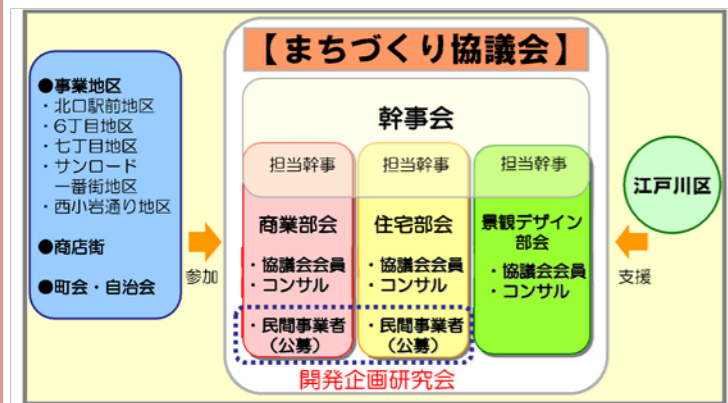 【まちづくり協議会】
●事業地区
・北口駅前地区
・6丁目地区
・七丁目地区
・サンロード
一番街地区
・西小岩通り地区
●商店街
●町会・自治会
参加
幹事会
担当幹事
商業部会
・協議会会員
・コンサル
・民間事業者
(公募)
担当幹事
住宅部会
・協議会会員
・コンサル
・民間事業者
(公募)
担当幹事
景観デザイン
部会
・協議会会員
・コンサル
開発企画研究会
江戸川区
支援